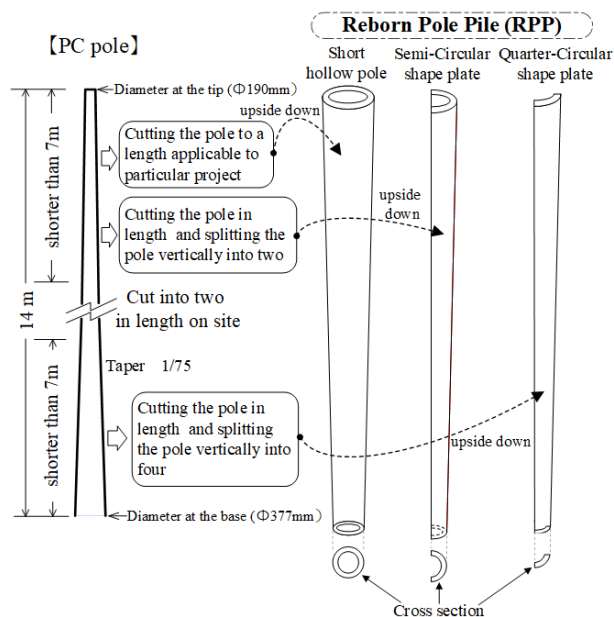 Reborn Pole Pile (RPP)
【PC pole】
Short
hollow pole
Semi-Circular
shape plate
Quarter-Circular
shape plate
Diameter at the tip (Φ190mm)
upside down
Cutting the pole to a
length applicable to
particular project
upside
down
Cutting the pole in
length and splitting the
pole vertically into two
shorter than 7m
14 m
Cut into two
in length on site
Taper 1/75
shorter than 7m
Cutting the pole in
length and splitting
the pole vertically into
four
upside down
Diameter at the base (Φ377mm)
Cross section